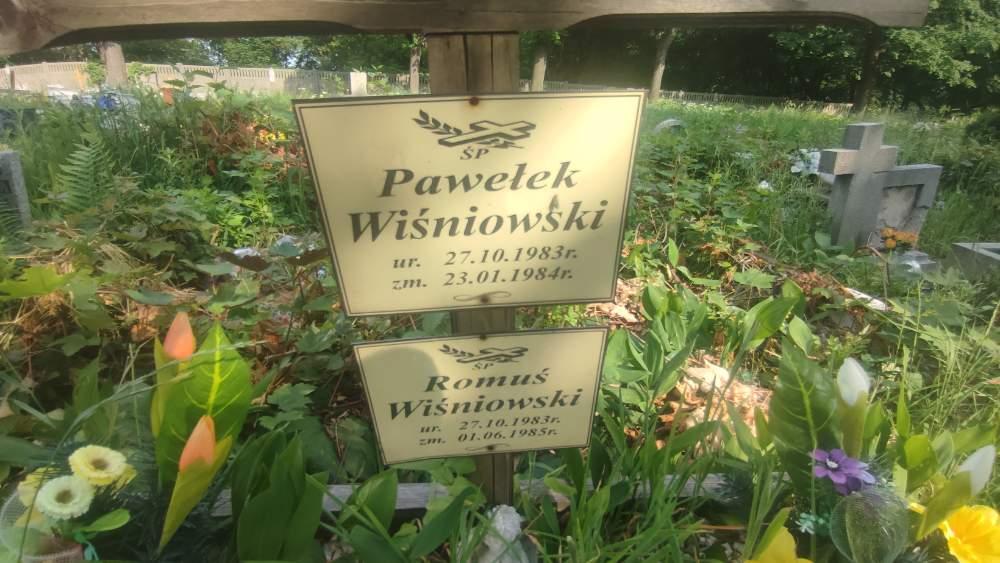 ŚP
Pawełek
Wiśniowski
ur. 27.10.1983r.
zm. 23.01.1984r.
ŚP
Romuś
Wiśniowski
ur. 27.10.1983r.
zm. 01.06.1985r.